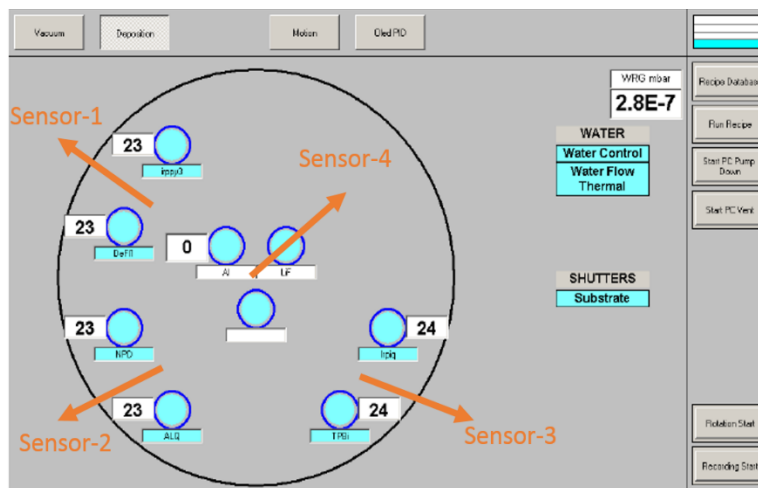 Vacuum
Deposition
Motion
Oled PID
WRG mbar
2.8E-7
Recipe Database
Run Recipe
Start PC Pump
Down
Start PC Vent
WATER
Water Control
Water Flow
Thermal
SHUTTERS
Substrate
Rotation Start
Recording Start
Sensor-1
23
Irppy3
Sensor-4
23
0
Al
LiF
23
NPD
24
Irpiq
Sensor-2
23
ALQ
24
TPBi
Sensor-3